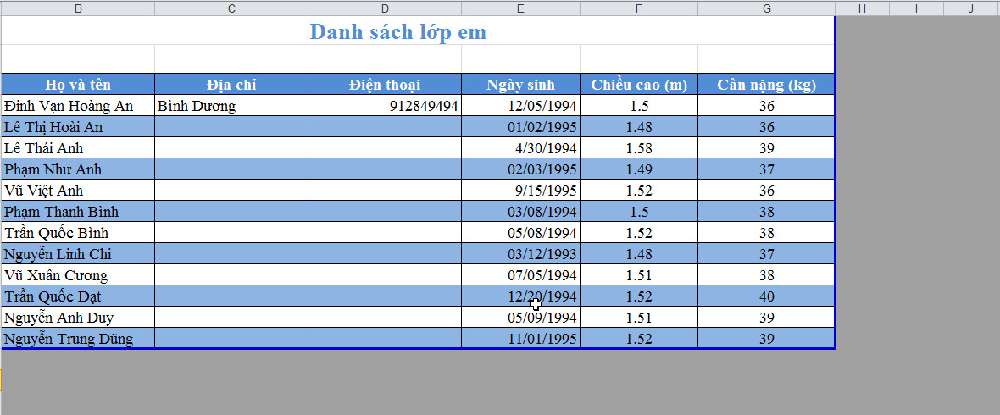 B C D E F G H I J
Danh sách lớp em
Họ và tên Địa chỉ Điện thoại Ngày sinh Chiều cao (m) Cân nặng (kg)
Đinh Vạn Hoàng An Bình Dương 912849494 12/05/1994 1.5 36
Lê Thị Hoài An 01/02/1995 1.48 36
Lê Thái Anh 4/30/1994 1.58 39
Phạm Như Anh 02/03/1995 1.49 37
Vũ Việt Anh 9/15/1995 1.52 36
Phạm Thanh Bình 03/08/1994 1.5 38
Trần Quốc Bình 05/08/1994 1.52 38
Nguyễn Linh Chi 03/12/1993 1.48 37
Vũ Xuân Cương 07/05/1994 1.51 38
Trần Quốc Đạt 12/20/1994 1.52 40
Nguyễn Anh Duy 05/09/1994 1.51 39
Nguyễn Trung Dũng 11/01/1995 1.52 39